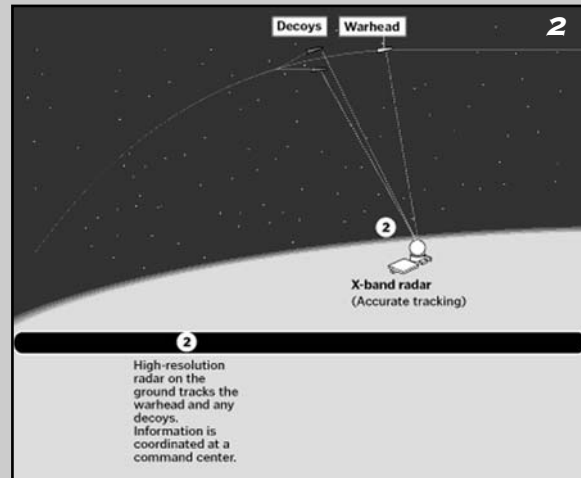 Decoys Warhead 2
2
X-band radar
(Accurate tracking)
2
High-resolution
radar on the
ground tracks the
warhead and any
decoys.
Information is
coordinated at a
command center.